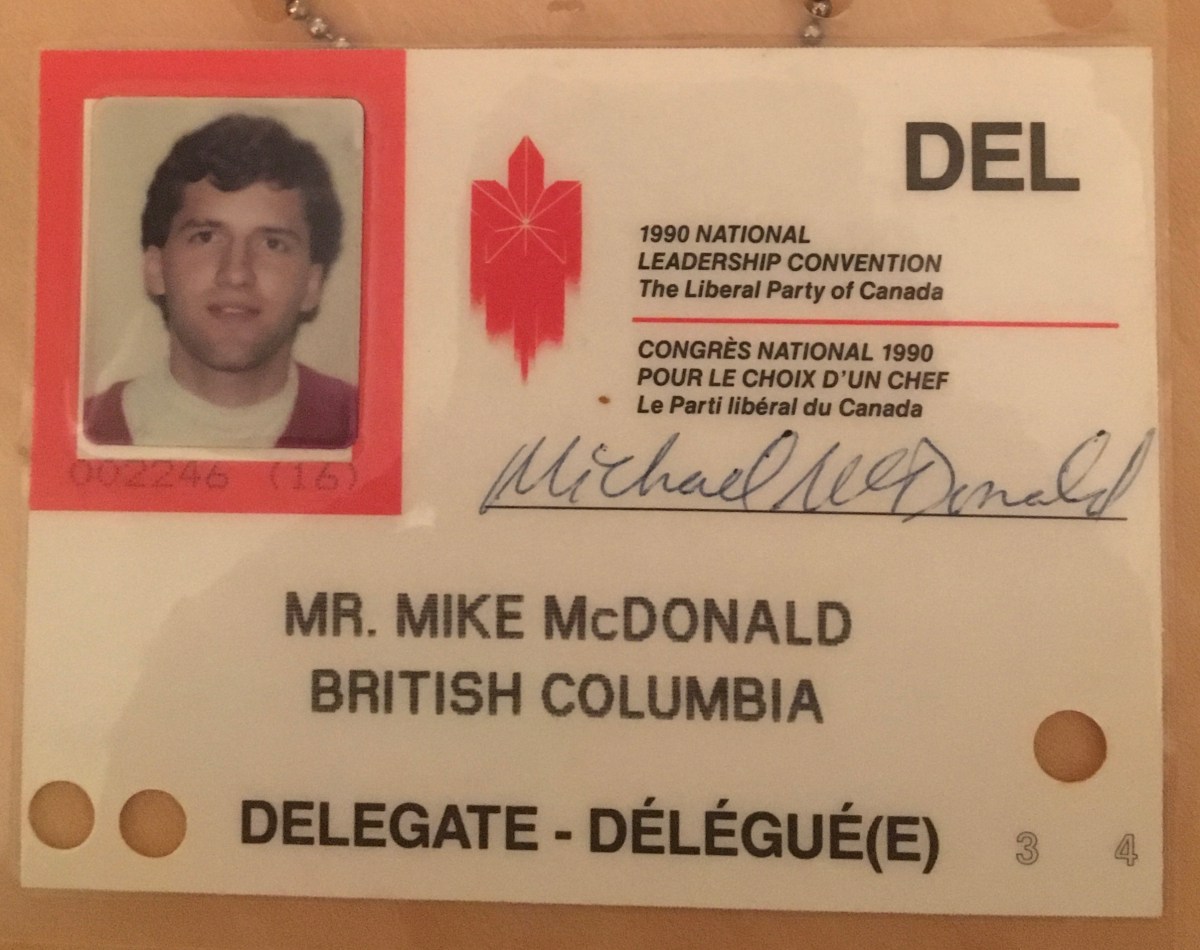 DEL
1990 NATIONAL
LEADERSHIP CONVENTION
The Liberal Party of Canada
CONGRÈS NATIONAL 1990
POUR LE CHOIX D'UN CHEF
Le Parti libéral du Canada
002246 (16)
Michael McDonald
MR. MIKE McDONALD
BRITISH COLUMBIA
DELEGATE - DÉLÉGUÉ(E)
3 4